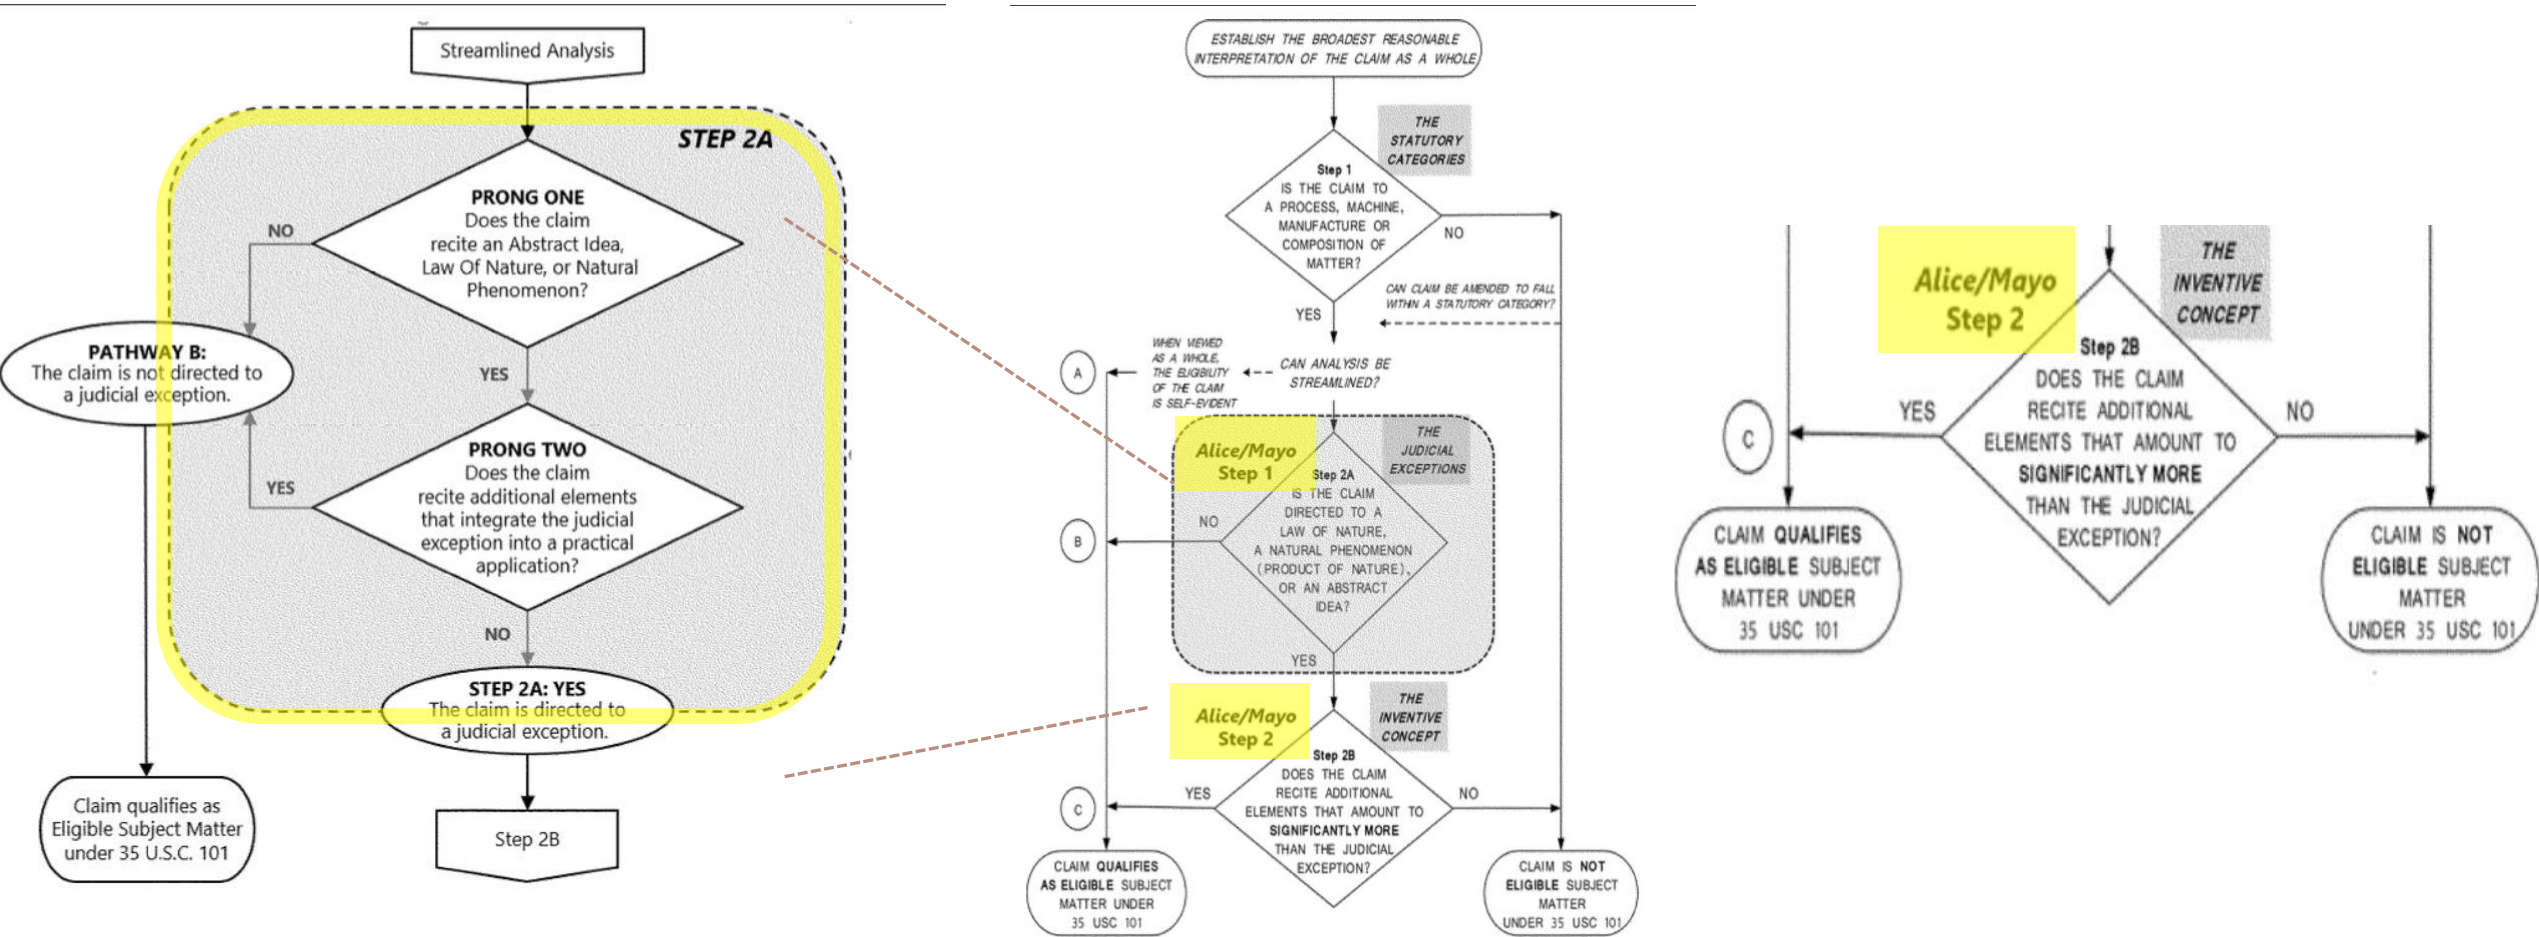 Streamlined Analysis
STEP 2A
PRONG ONE
Does the claim
recite an Abstract Idea,
Law Of Nature, or Natural
Phenomenon?
NO
YES
PATHWAY B:
The claim is not directed to
a judicial exception.
PRONG TWO
Does the claim
recite additional elements
that integrate the judicial
exception into a practical
application?
YES
NO
STEP 2A: YES
The claim is directed to
a judicial exception.
Claim qualifies as
Eligible Subject Matter
under 35 U.S.C. 101
Step 2B
ESTABLISH THE BROADEST REASONABLE
INTERPRETATION OF THE CLAIM AS A WHOLE
THE
STATUTORY
CATEGORIES
Step 1
IS THE CLAIM TO
A PROCESS, MACHINE,
MANUFACTURE OR
COMPOSITION OF
MATTER?
NO
YES
CAN CLAIM BE AMENDED TO FALL
WITHIN A STATUTORY CATEGORY?
WHEN VIEWED
AS A WHOLE,
THE ELIGIBILITY
OF THE CLAIM
IS SELF-EVIDENT
CAN ANALYSIS BE
STREAMLINED?
A
Alice/Mayo
Step 1
THE
JUDICIAL
EXCEPTIONS
Step 2A
IS THE CLAIM
DIRECTED TO A
LAW OF NATURE,
A NATURAL PHENOMENON
(PRODUCT OF NATURE),
OR AN ABSTRACT
IDEA?
NO
B
YES
Alice/Mayo
Step 2
THE
INVENTIVE
CONCEPT
Step 2B
DOES THE CLAIM
RECITE ADDITIONAL
ELEMENTS THAT AMOUNT TO
SIGNIFICANTLY MORE
THAN THE JUDICIAL
EXCEPTION?
YES
NO
C
CLAIM QUALIFIES
AS ELIGIBLE SUBJECT
MATTER UNDER
35 USC 101
CLAIM IS NOT
ELIGIBLE SUBJECT
MATTER
UNDER 35 USC 101
Alice/Mayo
Step 2
THE
INVENTIVE
CONCEPT
Step 2B
DOES THE CLAIM
RECITE ADDITIONAL
ELEMENTS THAT AMOUNT TO
SIGNIFICANTLY MORE
THAN THE JUDICIAL
EXCEPTION?
YES
NO
C
CLAIM QUALIFIES
AS ELIGIBLE SUBJECT
MATTER UNDER
35 USC 101
CLAIM IS NOT
ELIGIBLE SUBJECT
MATTER
UNDER 35 USC 101